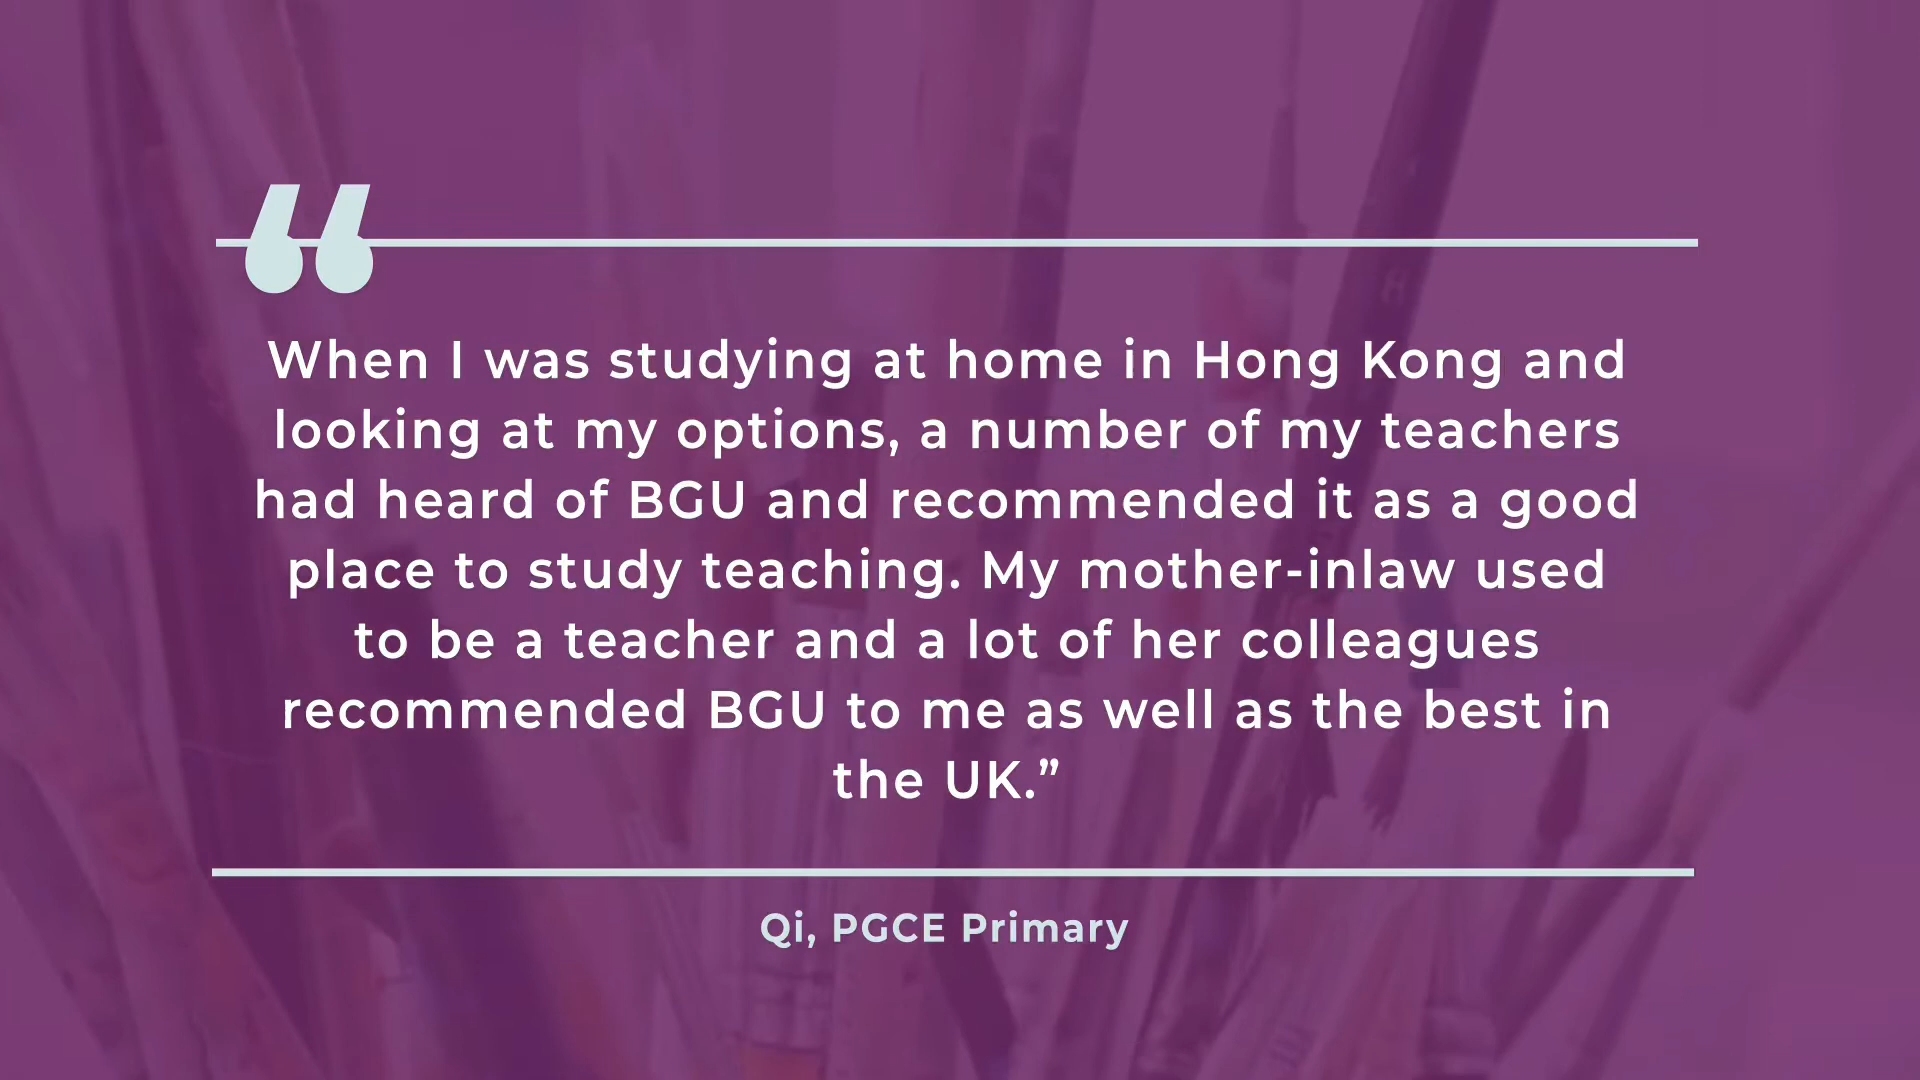 “
When I was studying at home in Hong Kong and
looking at my options, a number of my teachers
had heard of BGU and recommended it as a good
place to study teaching. My mother-inlaw used
to be a teacher and a lot of her colleagues
recommended BGU to me as well as the best in
the UK.”
Qi, PGCE Primary